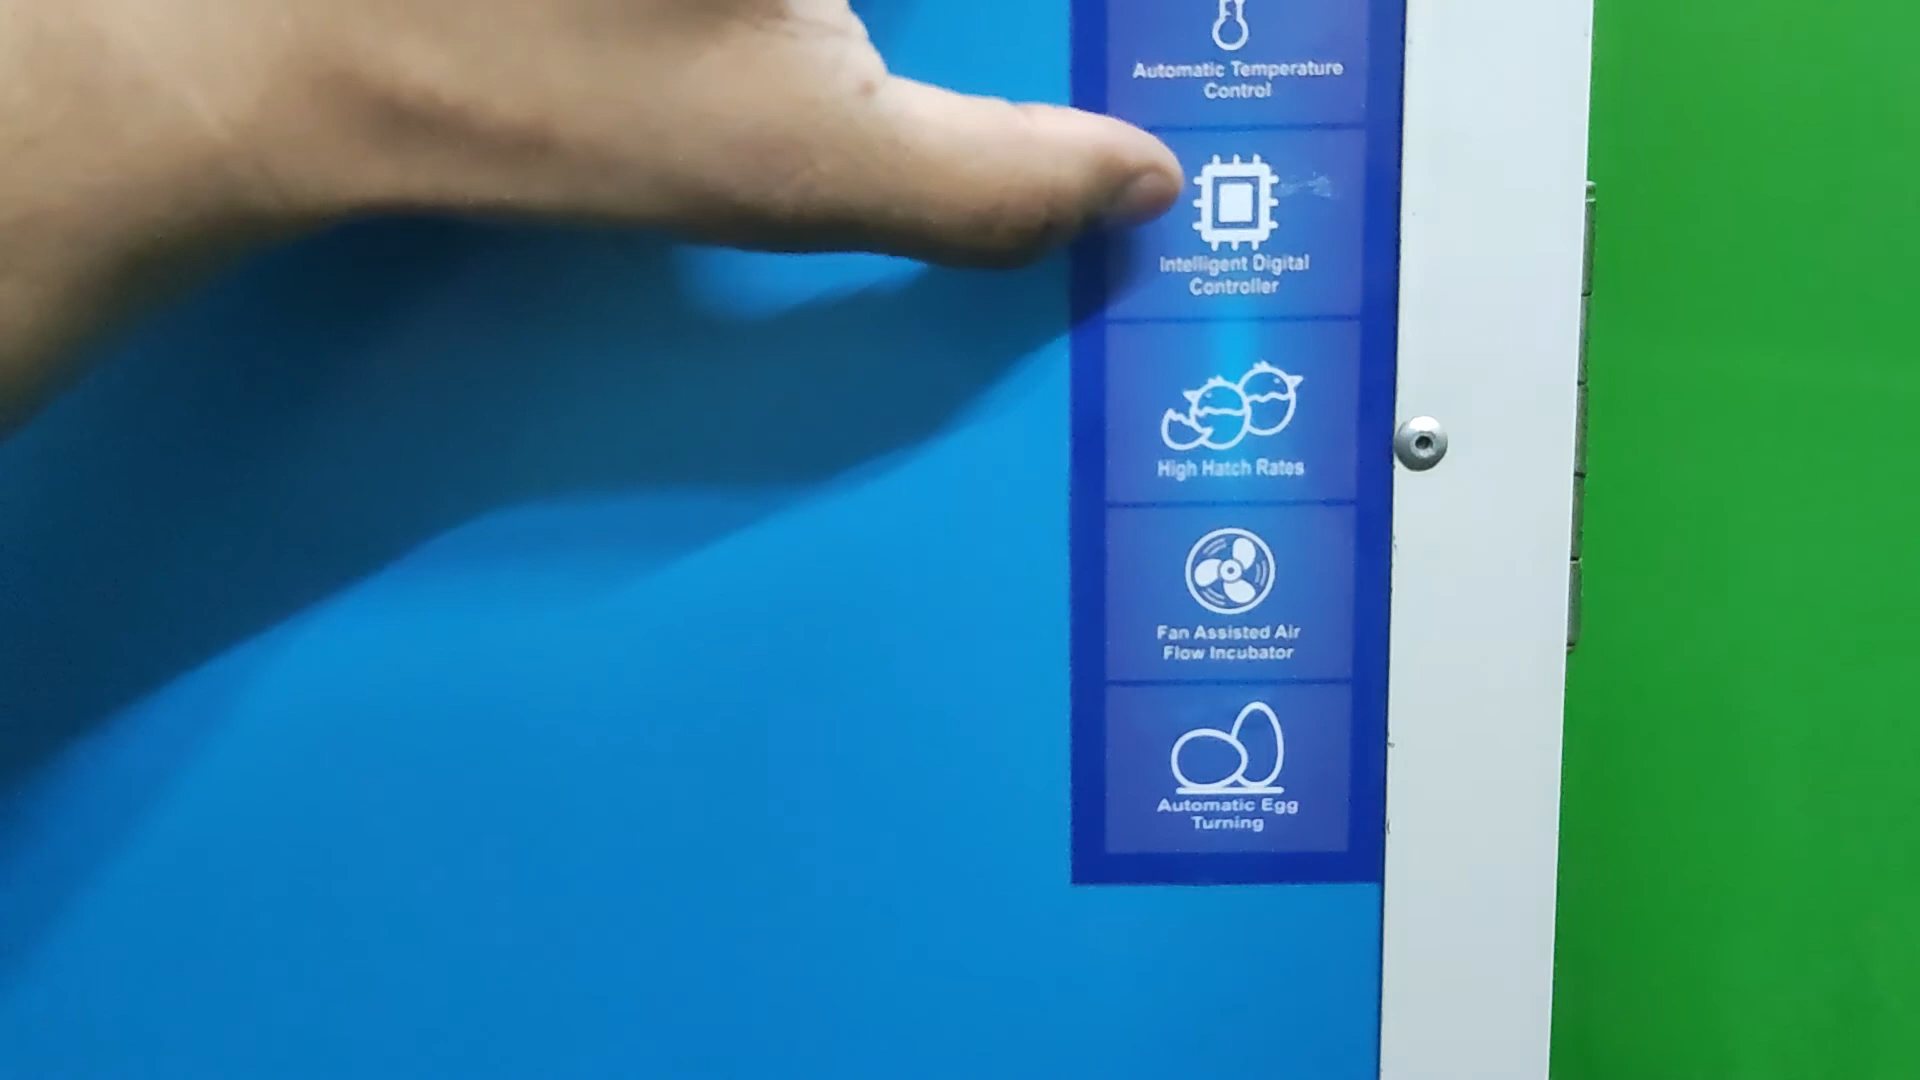 Automatic Temperature
Control
Intelligent Digital
Controller
High Hatch Rates
Fan Assisted Air
Flow Incubator
Automatic Egg
Turning